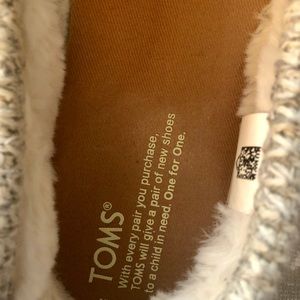 TOMS®
With every pair you purchase,
TOMS will give a pair of new shoes
to a child in need. One for One.